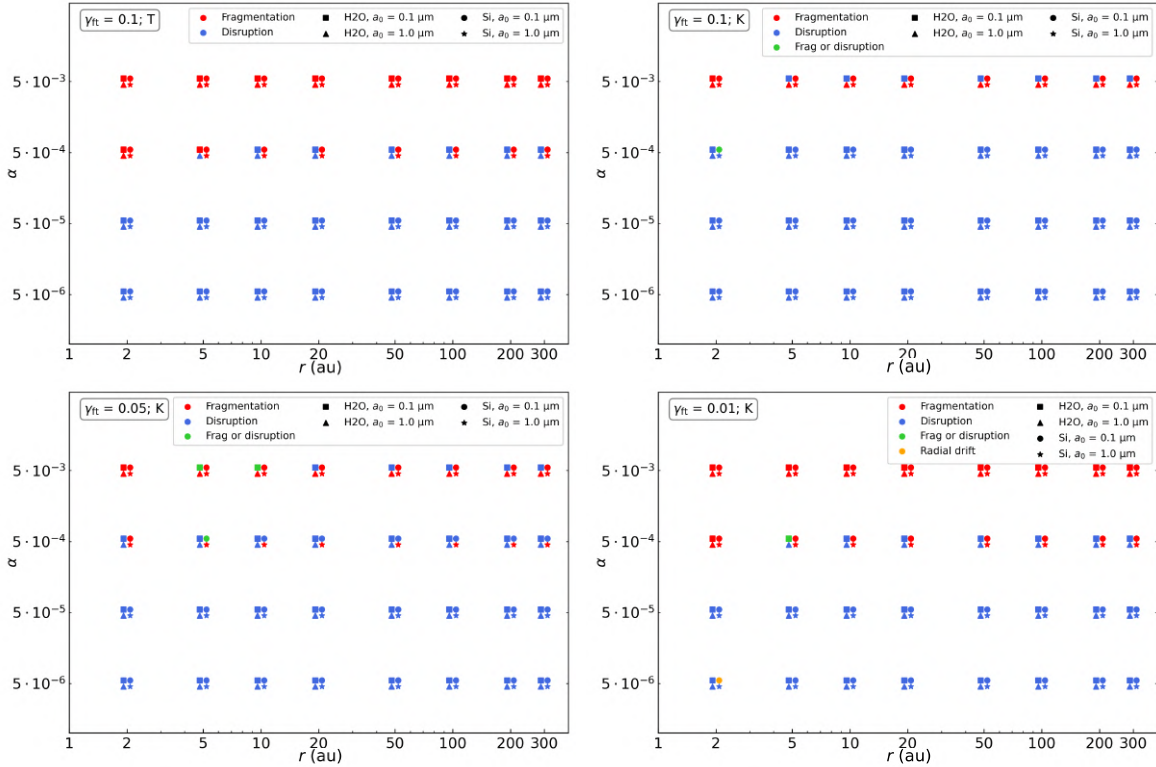 γft = 0.1; T
Fragmentation
Disruption
H2O, a0 = 0.1 µm
H2O, a0 = 1.0 µm
Si, a0 = 0.1 µm
Si, a0 = 1.0 µm
α
5 · 10−3
5 · 10−4
5 · 10−5
5 · 10−6
1 2 5 10 20 50 100 200 300
r (au)
γft = 0.1; K
Fragmentation
Disruption
Frag or disruption
H2O, a0 = 0.1 µm
H2O, a0 = 1.0 µm
Si, a0 = 0.1 µm
Si, a0 = 1.0 µm
α
5 · 10−3
5 · 10−4
5 · 10−5
5 · 10−6
1 2 5 10 20 50 100 200 300
r (au)
γft = 0.05; K
Fragmentation
Disruption
Frag or disruption
H2O, a0 = 0.1 µm
H2O, a0 = 1.0 µm
Si, a0 = 0.1 µm
Si, a0 = 1.0 µm
α
5 · 10−3
5 · 10−4
5 · 10−5
5 · 10−6
1 2 5 10 20 50 100 200 300
r (au)
γft = 0.01; K
Fragmentation
Disruption
Frag or disruption
Radial drift
H2O, a0 = 0.1 µm
H2O, a0 = 1.0 µm
Si, a0 = 0.1 µm
Si, a0 = 1.0 µm
α
5 · 10−3
5 · 10−4
5 · 10−5
5 · 10−6
1 2 5 10 20 50 100 200 300
r (au)